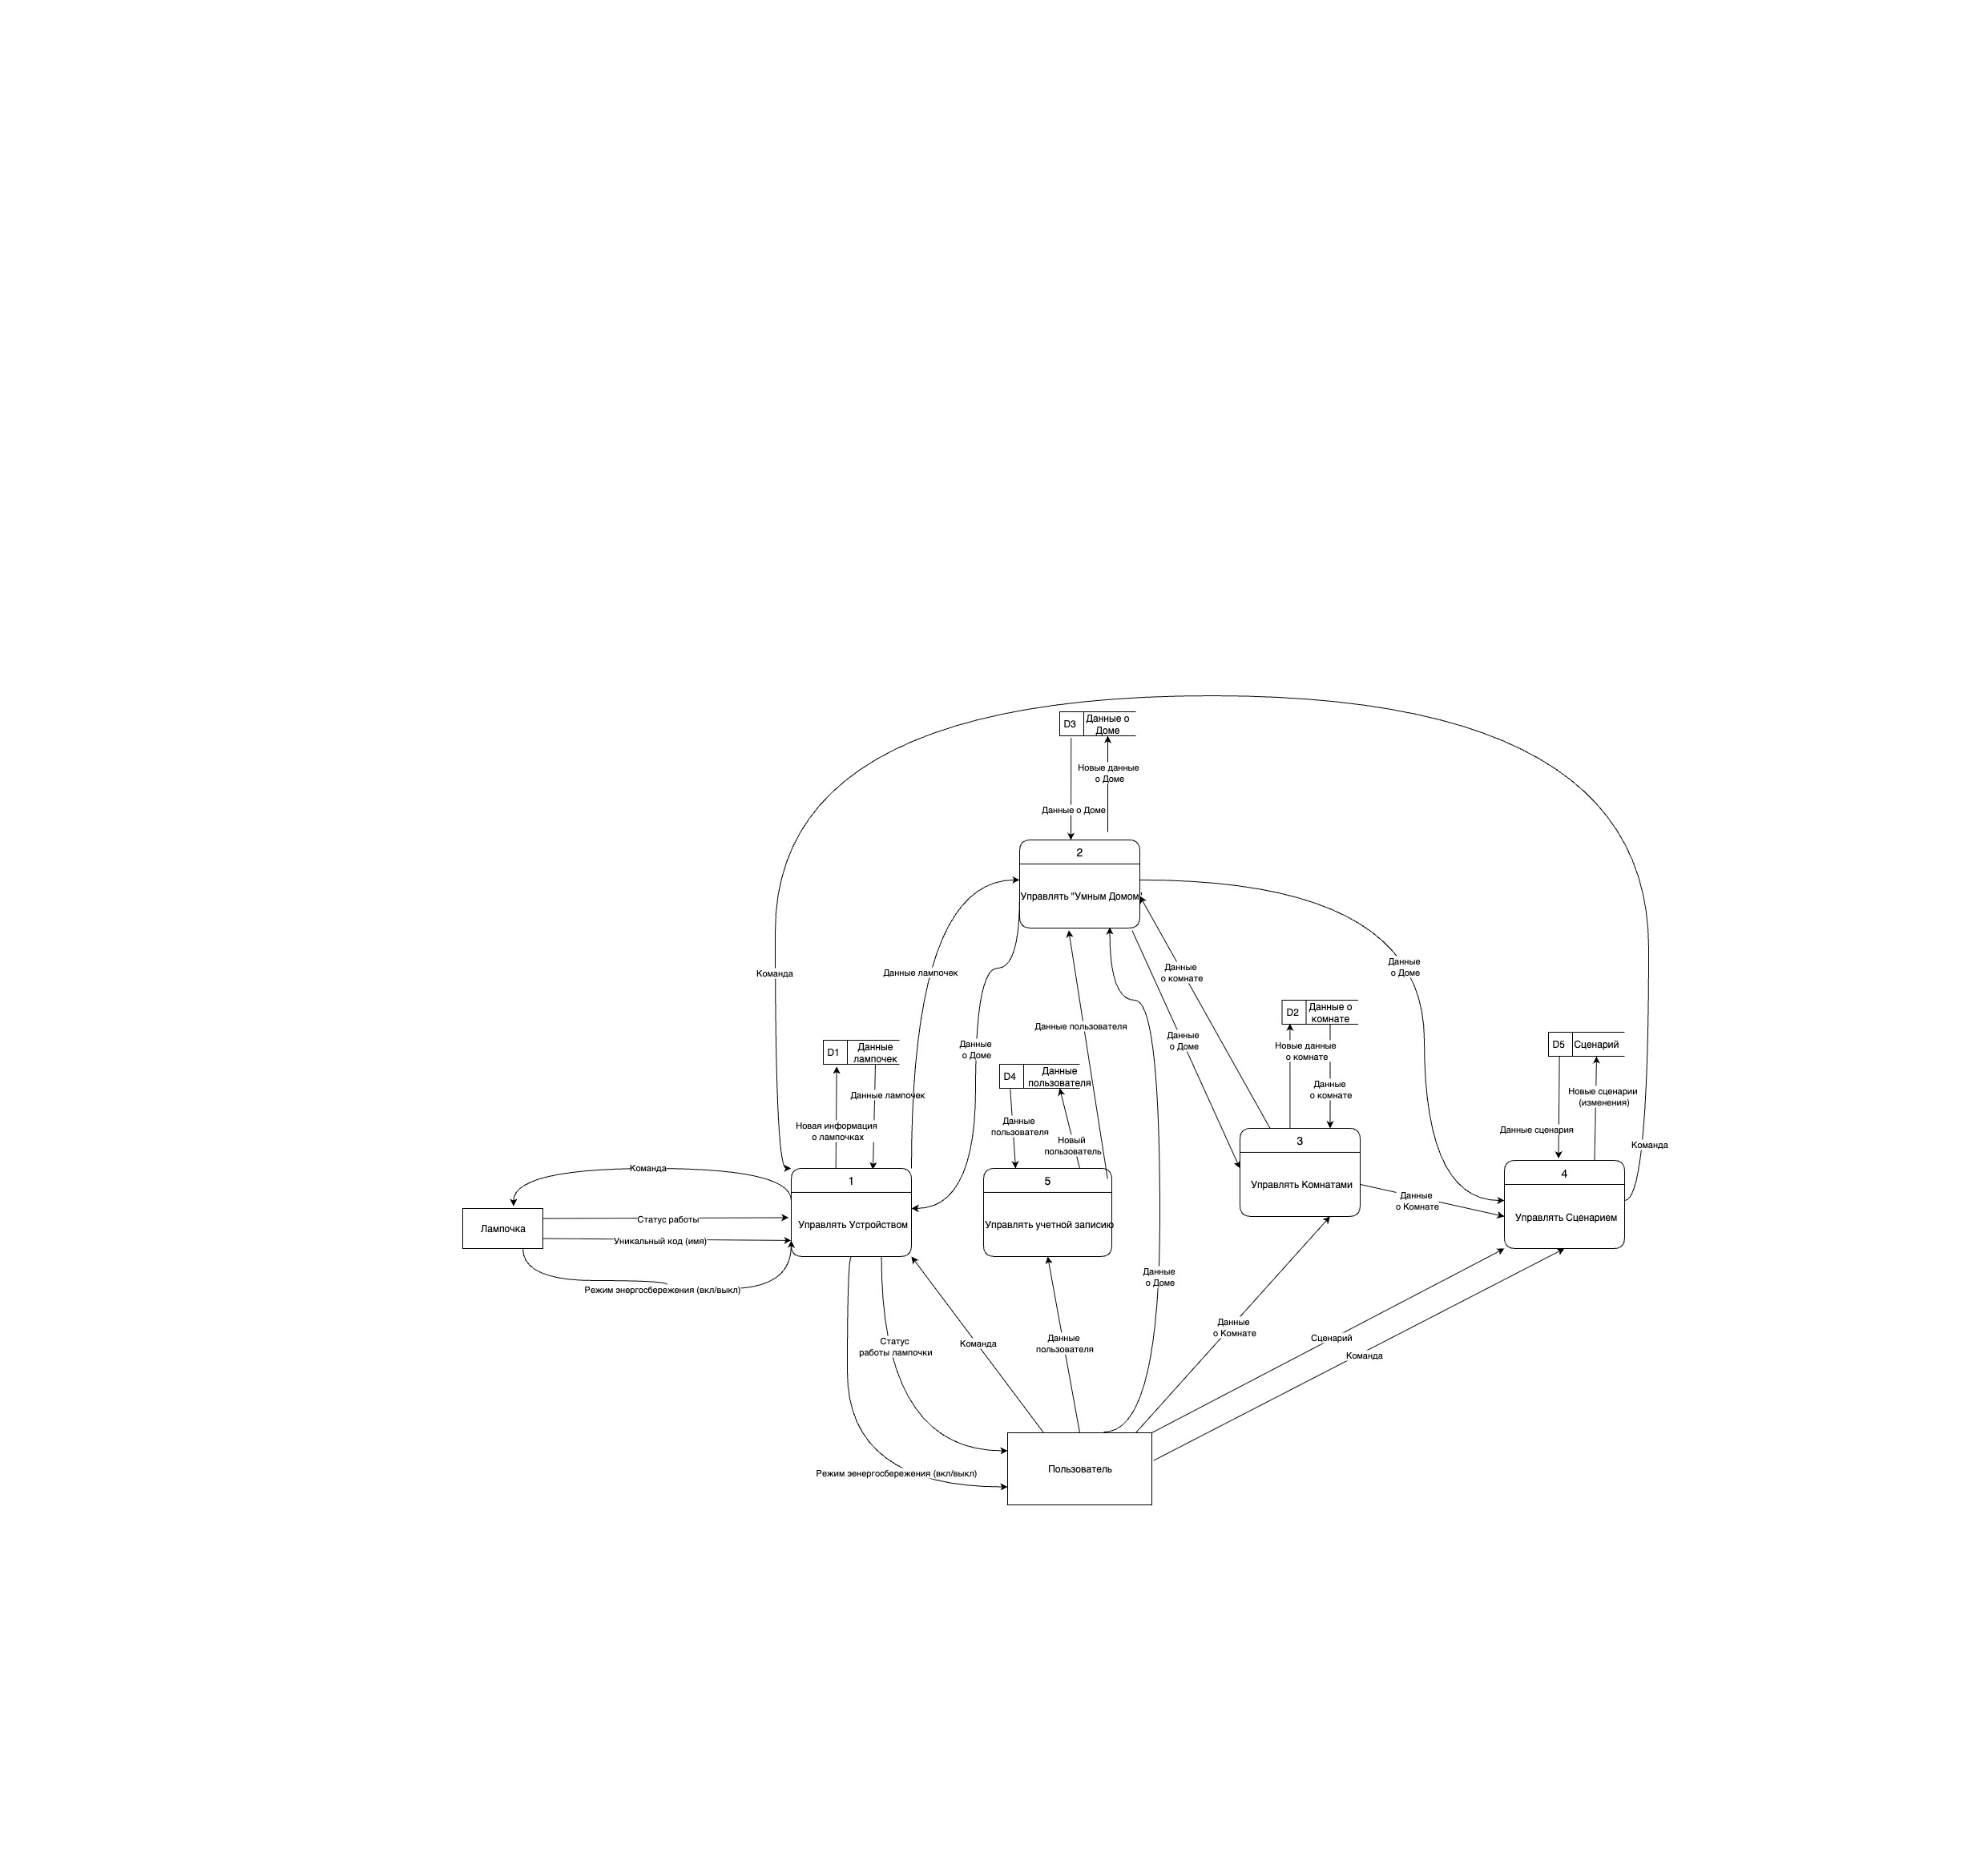 D3
Данные о
Доме
Новые данные
о Доме
Данные о Доме
2
Управлять "Умным Домом"
Команда
Данные лампочек
Данные
о комнате
Данные
о Доме
Данные пользователя
Данные
о Доме
Данные
о Доме
D2
Данные о
комнате
Новые данные
о комнате
Данные
о комнате
D1
Данные
лампочек
Данные лампочек
Новая информация
о лампочках
D4
Данные
пользователя
Данные
пользователя
Новый
пользователь
D5
Сценарий
Новые сценарии
(изменения)
Данные сценария
Команда
3
Управлять Комнатами
Данные
о Комнате
4
Управлять Сценарием
Команда
1
Управлять Устройством
5
Управлять учетной записию
Лампочка
Статус работы
Уникальный код (имя)
Режим энергосбережения (вкл/выкл)
Данные
о Доме
Статус
работы лампочки
Команда
Данные
пользователя
Данные
о Комнате
Сценарий
Команда
Режим эенергосбережения (вкл/выкл)
Пользователь